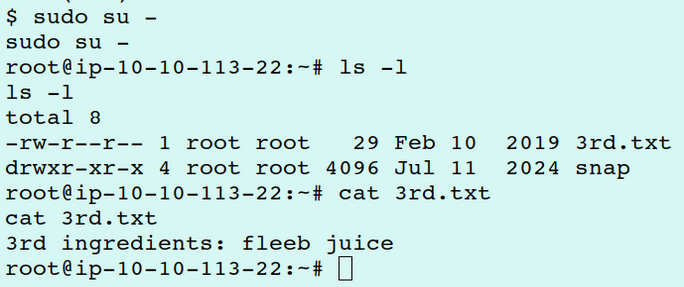 $ sudo su -
sudo su -
root@ip-10-10-113-22:~# ls -l
ls -l
total 8
-rw-r--r-- 1 root root   29 Feb 10  2019 3rd.txt
drwxr-xr-x 4 root root 4096 Jul 11  2024 snap
root@ip-10-10-113-22:~# cat 3rd.txt
cat 3rd.txt
3rd ingredients: fleeb juice
root@ip-10-10-113-22:~#